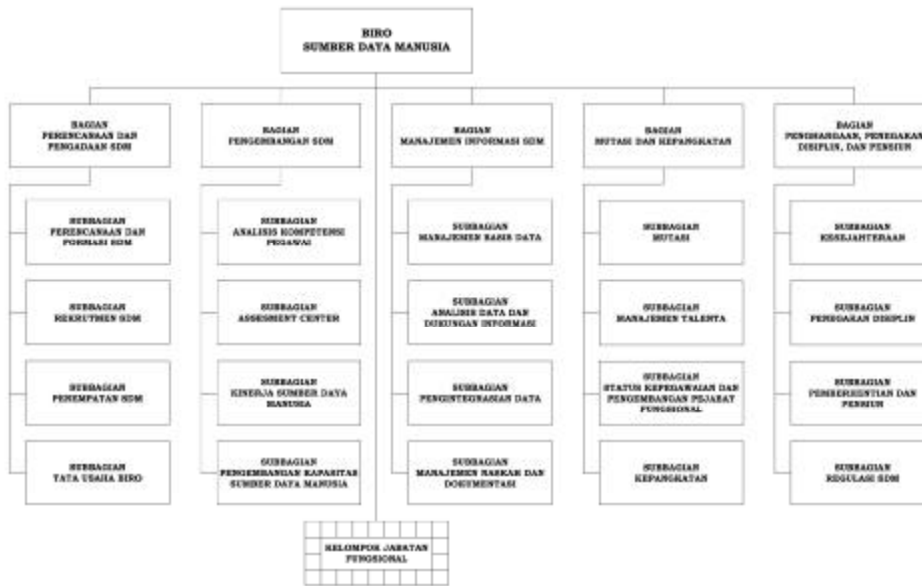 BIRO
SUMBER DAYA MANUSIA
BAGIAN
PERENCANAAN DAN
PENGADAAN SDM
BAGIAN
PENGEMBANGAN SDM
BAGIAN
MANAJEMEN INFORMASI SDM
BAGIAN
MUTASI DAN KEPANGKATAN
BAGIAN
PENGHARGAAN, PENEGAKAN
DISIPLIN, DAN PENSIUN
SUBBAGIAN
PERENCANAAN DAN
FORMASI SDM
SUBBAGIAN
ANALISIS KOMPETENSI
PEGAWAI
SUBBAGIAN
MANAJEMEN BASIS DATA
SUBBAGIAN
MUTASI
SUBBAGIAN
KESEJAHTERAAN
SUBBAGIAN
REKRUTMEN SDM
SUBBAGIAN
ASSESMENT CENTER
SUBBAGIAN
ANALISIS DATA DAN
DUKUNGAN INFORMASI
SUBBAGIAN
MANAJEMEN TALENTA
SUBBAGIAN
PENEGAKAN DISIPLIN
SUBBAGIAN
PENEMPATAN SDM
SUBBAGIAN
KINERJA SUMBER DAYA
MANUSIA
SUBBAGIAN
PENGINTEGRASIAN DATA
SUBBAGIAN
STATUS KEPEGAWAIAN DAN
PENGEMBANGAN PEJABAT
FUNGSIONAL
SUBBAGIAN
PEMBERHENTIAN DAN
PENSIUN
SUBBAGIAN
TATA USAHA BIRO
SUBBAGIAN
PENGEMBANGAN KAPASITAS
SUMBER DAYA MANUSIA
SUBBAGIAN
MANAJEMEN NASKAH DAN
DOKUMENTASI
SUBBAGIAN
KEPANGKATAN
SUBBAGIAN
REGULASI SDM
KELOMPOK JABATAN
FUNGSIONAL